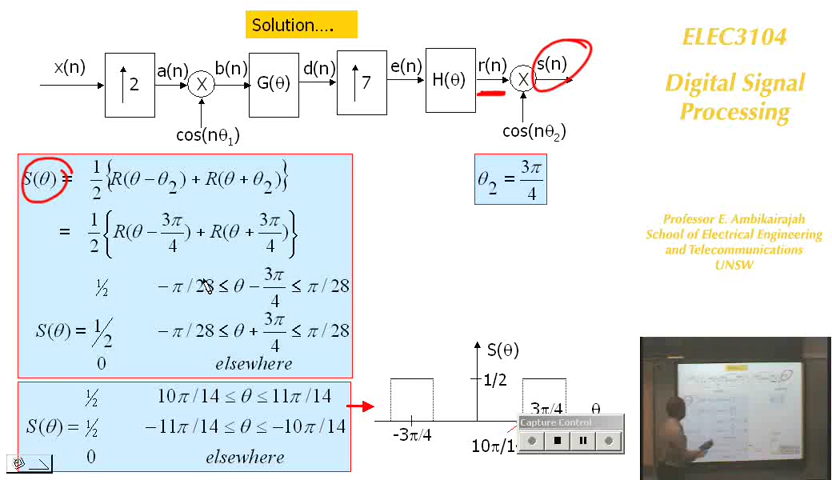 Solution....
ELEC3104
Digital Signal
Processing
Professor E. Ambikairajah
School of Electrical Engineering
and Telecommunications
UNSW
x(n) ↑2 a(n) X b(n) G(θ) d(n) ↑7 e(n) H(θ) r(n) X s(n)
cos(nθ₁) cos(nθ₂)
S(θ) = 1/2 {R(θ − θ₂) + R(θ + θ₂)}
= 1/2 {R(θ − 3π/4) + R(θ + 3π/4)}
½ −π/28 ≤ θ − 3π/4 ≤ π/28
S(θ) = 1/2 −π/28 ≤ θ + 3π/4 ≤ π/28
0 elsewhere
½ 10π/14 ≤ θ ≤ 11π/14
S(θ) = ½ −11π/14 ≤ θ ≤ −10π/14
0 elsewhere
θ₂ = 3π/4
S(θ)
1/2
-3π/4
3π/4
θ
Capture Control
10π/1